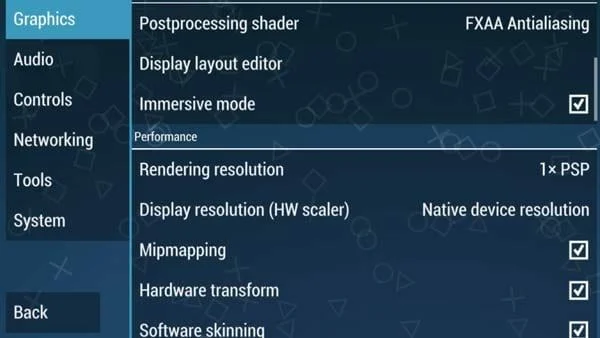 Graphics
Audio
Controls
Networking
Tools
System
Back
Postprocessing shader FXAA Antialiasing
Display layout editor
Immersive mode
Performance
Rendering resolution 1× PSP
Display resolution (HW scaler) Native device resolution
Mipmapping
Hardware transform
Software skinning